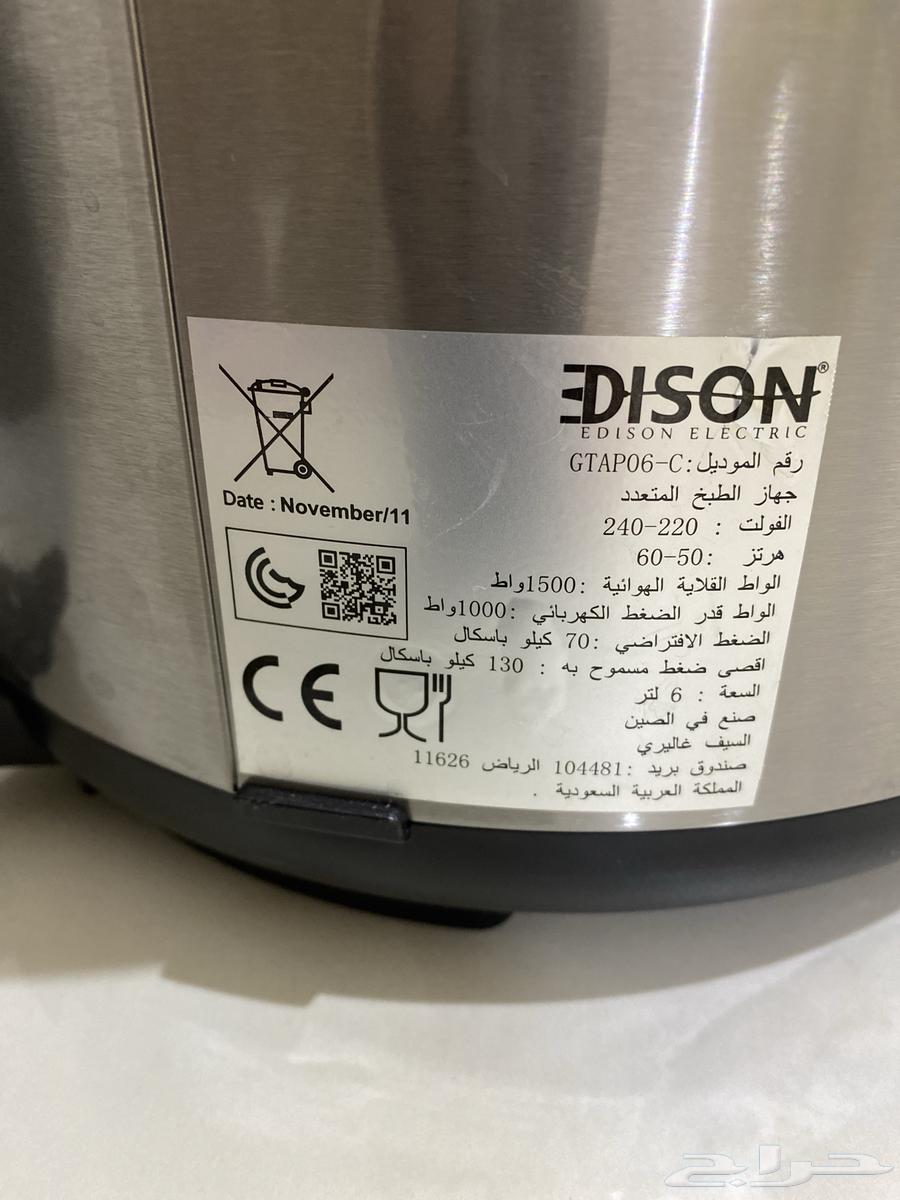 EDISON®
EDISON ELECTRIC
رقم الموديل:GTAP06-C
جهاز الطبخ المتعدد
الفولت : 220-240
هرتز :50-60
الواط القلاية الهوائية :1500واط
الواط قدر الضغط الكهربائي :1000واط
الضغط الافتراضي :70 كيلو باسكال
اقصى ضغط مسموح به : 130 كيلو باسكال
السعة : 6 لتر
صنع في الصين
السيف غاليري
صندوق بريد :104481 الرياض 11626
المملكة العربية السعودية .
Date : November/11
CE
حراج